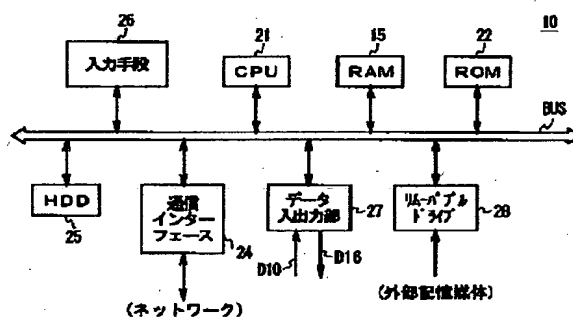 26
21
15
22
10
入力手段
CPU
RAM
ROM
BUS
HDD
25
通信
インター
フェース
24
データ
入出力部
27
リムーバブル
ドライブ
28
D10
D16
(ネットワーク)
(外部記憶媒体)